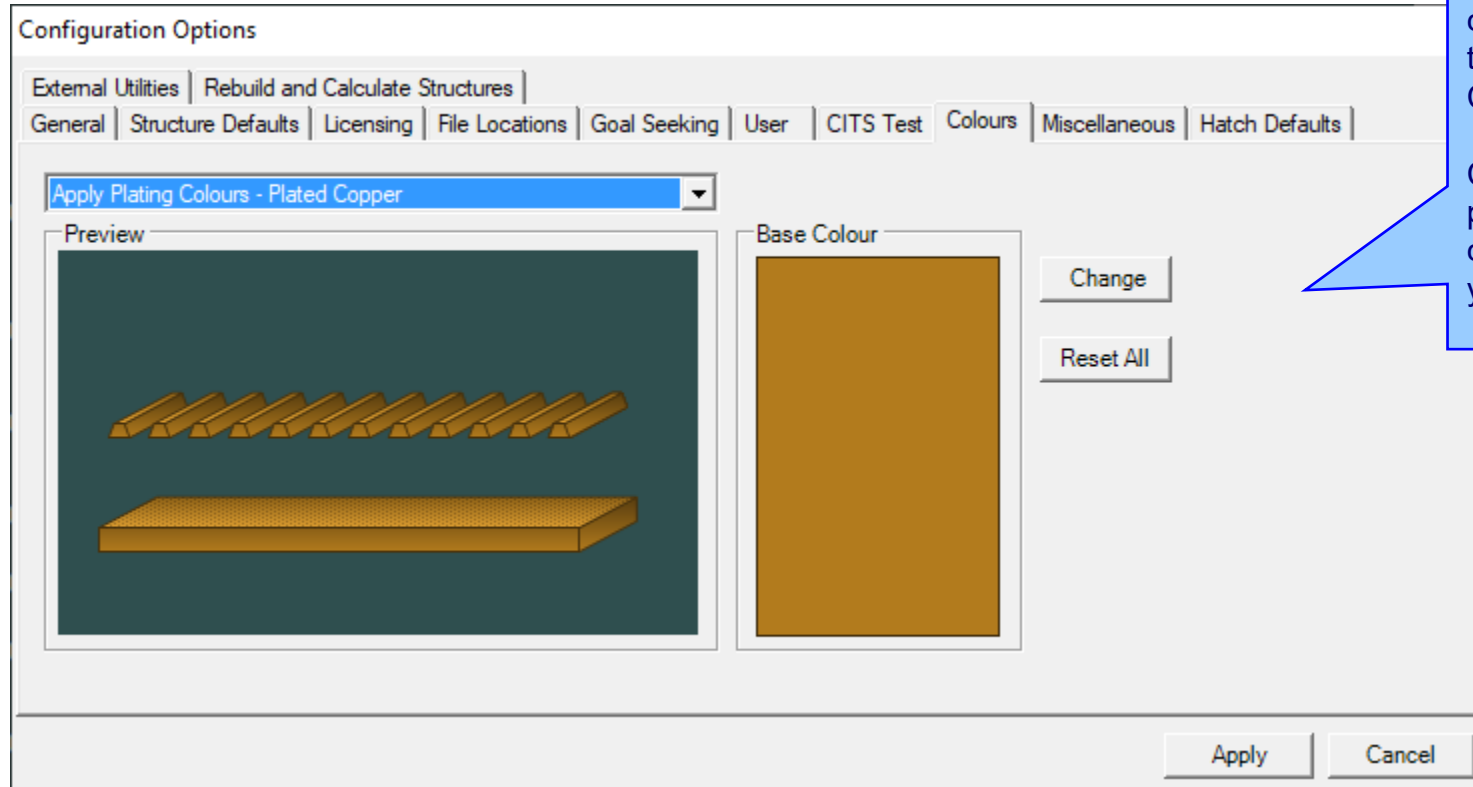 Configuration Options
External Utilities
Rebuild and Calculate Structures
General
Structure Defaults
Licensing
File Locations
Goal Seeking
User
CITS Test
Colours
Miscellaneous
Hatch Defaults
Apply Plating Colours - Plated Copper
Preview
Base Colour
Change
Reset All
Apply
Cancel